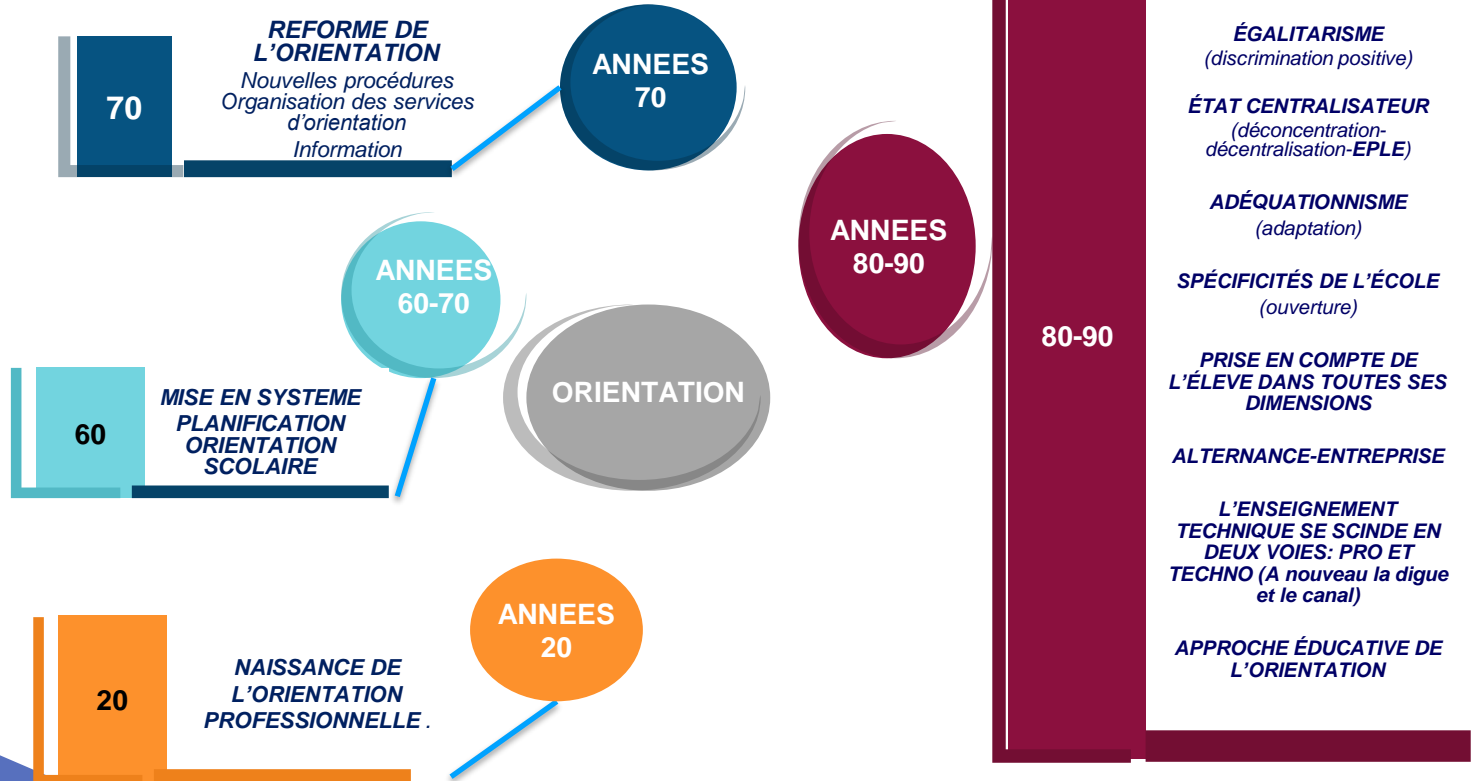 70
REFORME DE
L'ORIENTATION
Nouvelles procédures
Organisation des services
d'orientation
Information
ANNEES
70
60
MISE EN SYSTEME
PLANIFICATION
ORIENTATION
SCOLAIRE
ANNEES
60-70
ORIENTATION
20
NAISSANCE DE
L'ORIENTATION
PROFESSIONNELLE .
ANNEES
20
ANNEES
80-90
80-90
ÉGALITARISME
(discrimination positive)
ÉTAT CENTRALISATEUR
(déconcentration-
décentralisation-EPLE)
ADÉQUATIONNISME
(adaptation)
SPÉCIFICITÉS DE L'ÉCOLE
(ouverture)
PRISE EN COMPTE DE
L'ÉLEVE DANS TOUTES SES
DIMENSIONS
ALTERNANCE-ENTREPRISE
L'ENSEIGNEMENT
TECHNIQUE SE SCINDE EN
DEUX VOIES: PRO ET
TECHNO (A nouveau la digue
et le canal)
APPROCHE ÉDUCATIVE DE
L'ORIENTATION